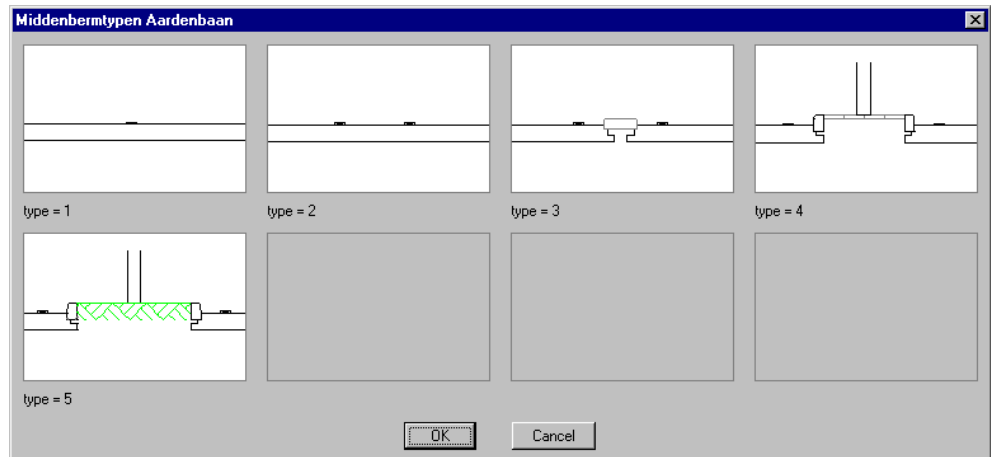 Middenbermtypen Aardenbaan
type = 1
type = 2
type = 3
type = 4
type = 5
OK
Cancel